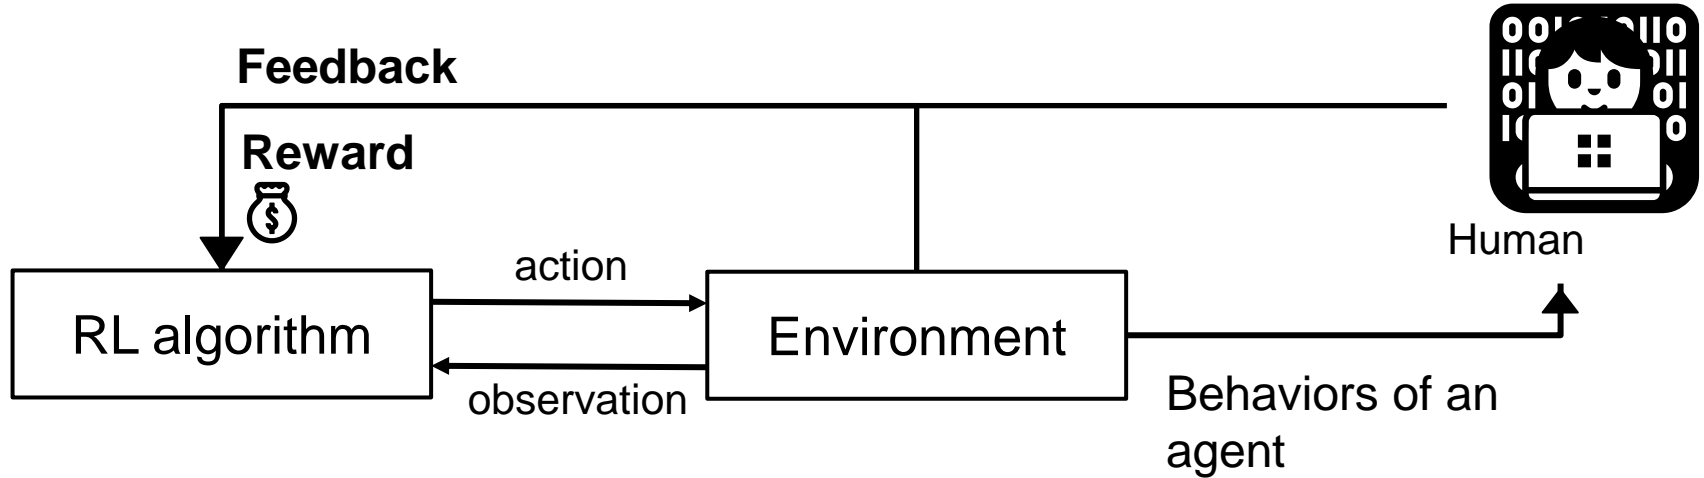 Feedback
Reward
$
Human
action
RL algorithm
Environment
observation
Behaviors of an
agent